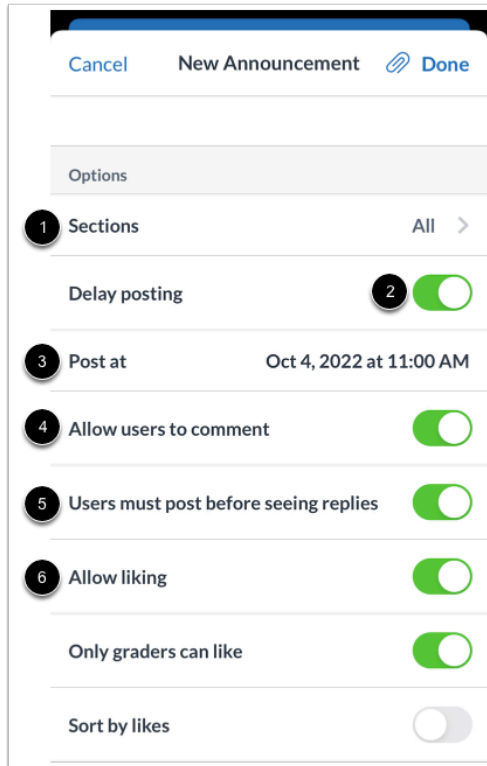 Cancel New Announcement Done
Options
1 Sections All
Delay posting 2
3 Post at Oct 4, 2022 at 11:00 AM
4 Allow users to comment
5 Users must post before seeing replies
6 Allow liking
Only graders can like
Sort by likes